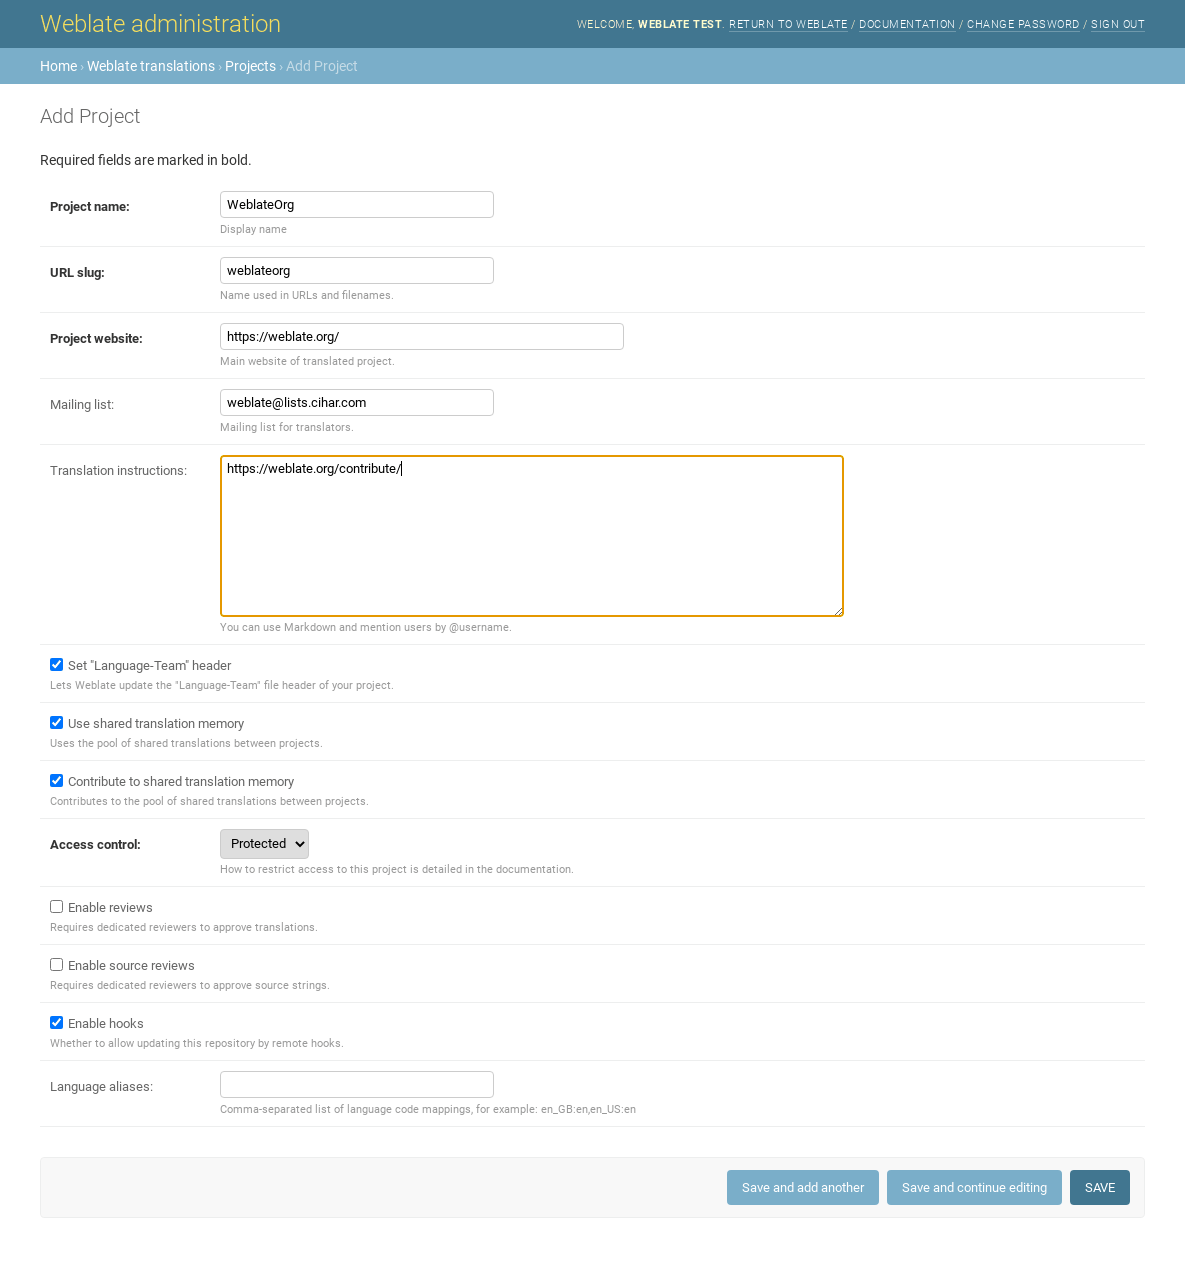 Weblate administration
WELCOME, WEBLATE TEST. RETURN TO WEBLATE / DOCUMENTATION / CHANGE PASSWORD / SIGN OUT
Home › Weblate translations › Projects › Add Project
Add Project
Required fields are marked in bold.
Project name:
WeblateOrg
Display name
URL slug:
weblateorg
Name used in URLs and filenames.
Project website:
https://weblate.org/
Main website of translated project.
Mailing list:
weblate@lists.cihar.com
Mailing list for translators.
Translation instructions:
https://weblate.org/contribute/
You can use Markdown and mention users by @username.
Set "Language-Team" header
Lets Weblate update the "Language-Team" file header of your project.
Use shared translation memory
Uses the pool of shared translations between projects.
Contribute to shared translation memory
Contributes to the pool of shared translations between projects.
Access control:
Protected
How to restrict access to this project is detailed in the documentation.
Enable reviews
Requires dedicated reviewers to approve translations.
Enable source reviews
Requires dedicated reviewers to approve source strings.
Enable hooks
Whether to allow updating this repository by remote hooks.
Language aliases:
Comma-separated list of language code mappings, for example: en_GB:en,en_US:en
Save and add another
Save and continue editing
SAVE